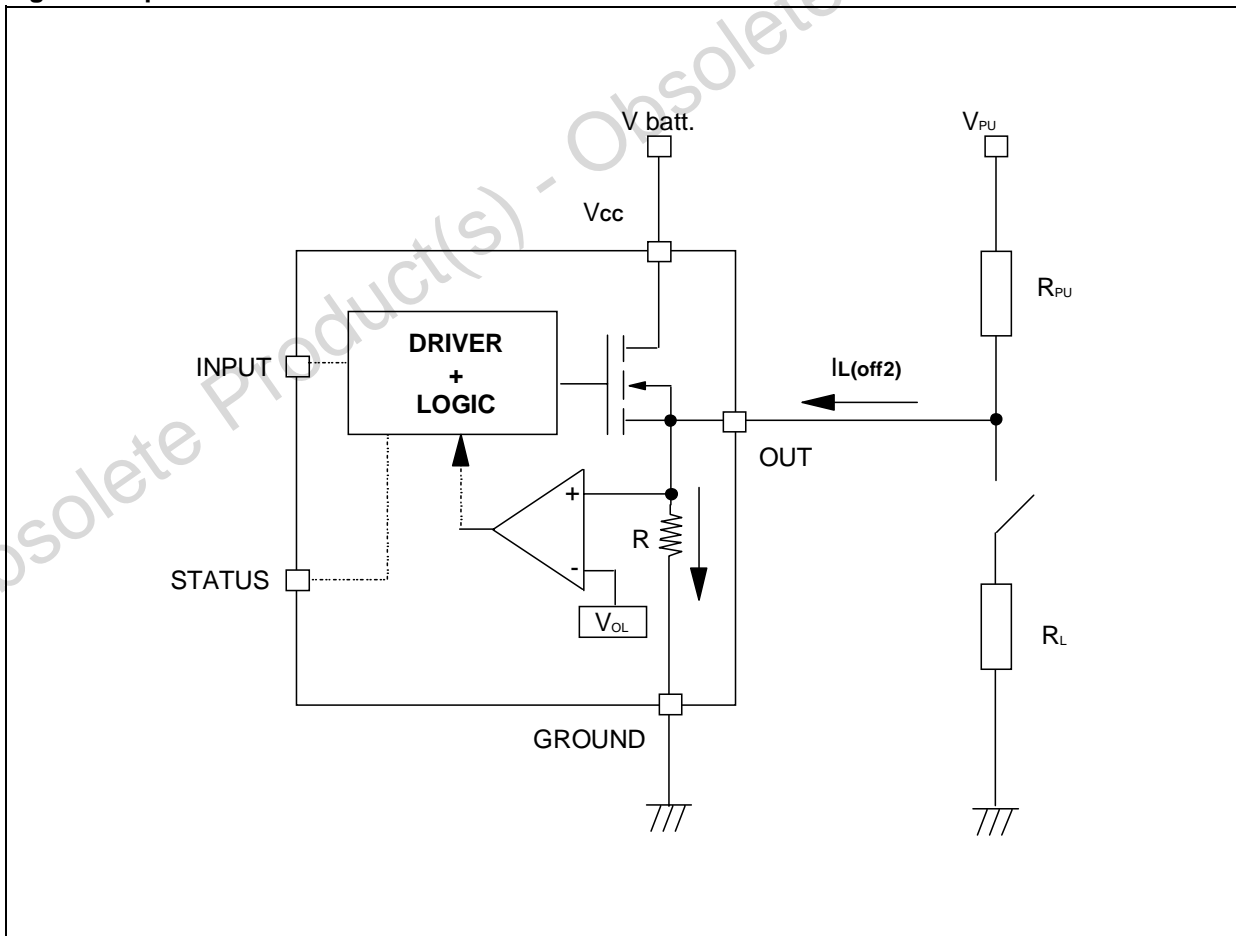 Obsolete Product(s) - Obsolete
V batt.
VPU
Vcc
RPU
DRIVER
+
LOGIC
INPUT
IL(off2)
OUT
+
R
-
STATUS
VOL
RL
GROUND